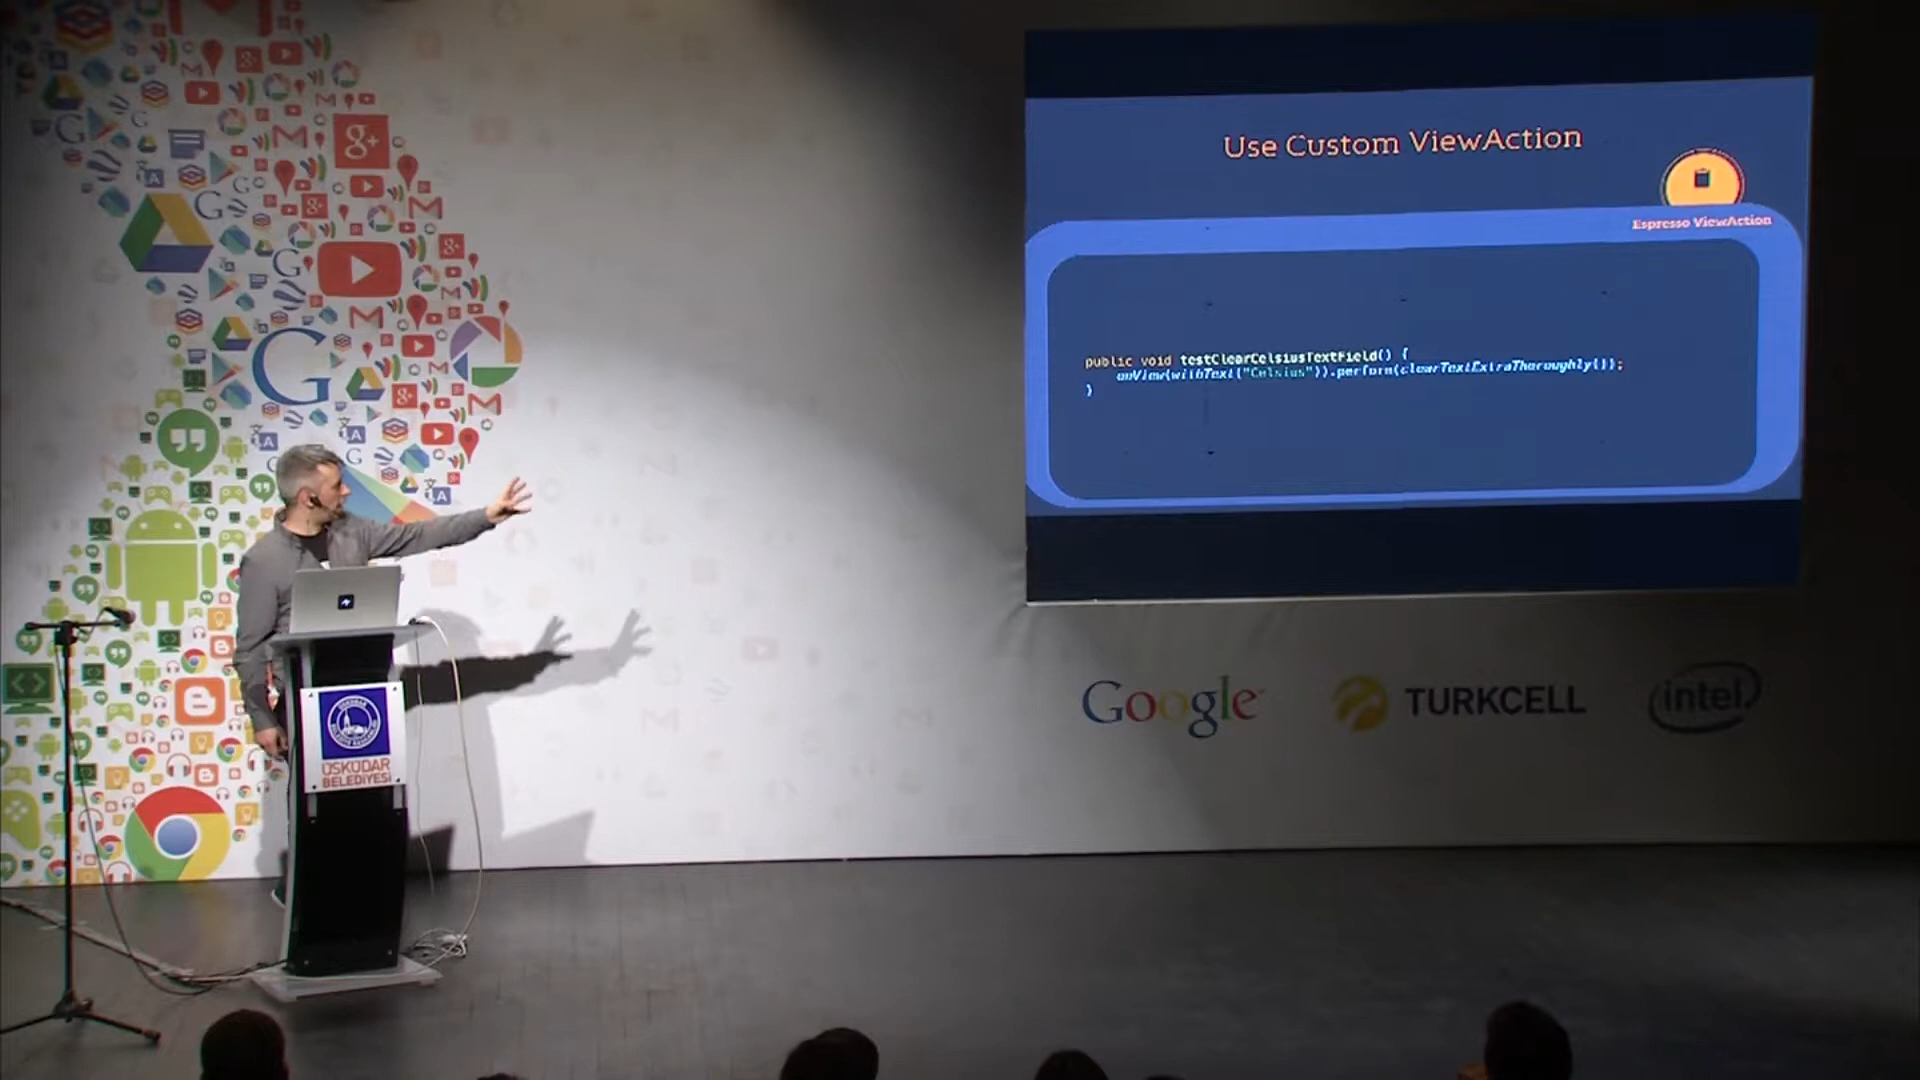 Use Custom ViewAction
Espresso ViewAction
public void testClearCelsiusTextField() {
onView(withText("Celsius")).perform(clearTextExtraThoroughly());
}
Google
TURKCELL
intel
ÜSKÜDAR
BELEDİYESİ
g+